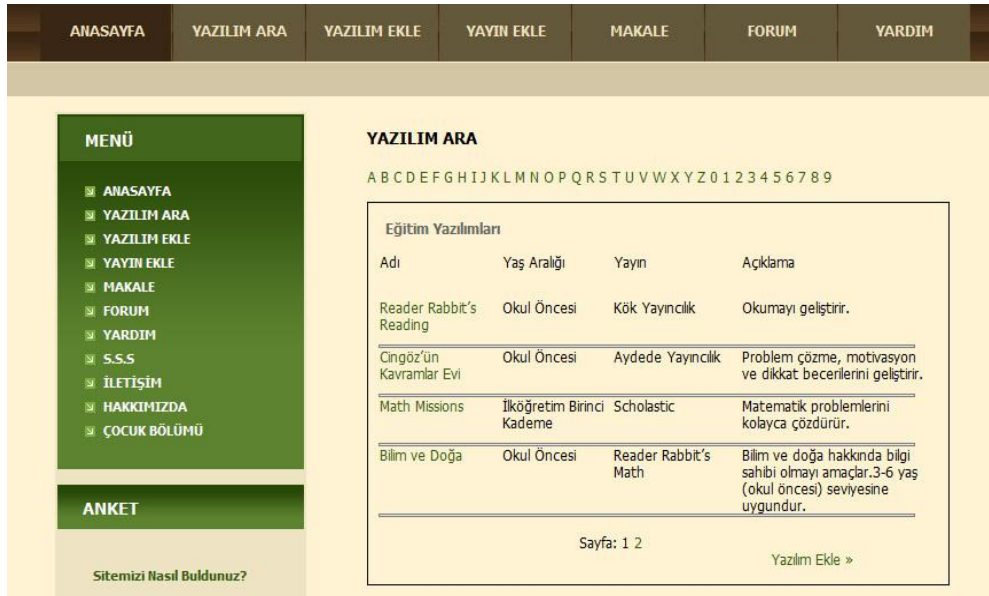 ANASAYFA YAZILIM ARA YAZILIM EKLE YAYIN EKLE MAKALE FORUM YARDIM
MENÜ
ANASAYFA
YAZILIM ARA
YAZILIM EKLE
YAYIN EKLE
MAKALE
FORUM
YARDIM
S.S.S
İLETİŞİM
HAKKIMIZDA
ÇOCUK BÖLÜMÜ
ANKET
Sitemizi Nasıl Buldunuz?
YAZILIM ARA
A B C D E F G H I J K L M N O P Q R S T U V W X Y Z 0 1 2 3 4 5 6 7 8 9
Eğitim Yazılımları
Adı Yaş Aralığı Yayın Açıklama
Reader Rabbit's Okul Öncesi Kök Yayıncılık Okumayı geliştirir.
Reading
Cingöz'ün Okul Öncesi Aydede Yayıncılık Problem çözme, motivasyon
Kavramlar Evi ve dikkat becerilerini geliştirir.
Math Missions İlköğretim Birinci Scholastic Matematik problemlerini
Kademe kolayca çözdürür.
Bilim ve Doğa Okul Öncesi Reader Rabbit's Bilim ve doğa hakkında bilgi
Math sahibi olmayı amaçlar.3-6 yaş
(okul öncesi) seviyesine
uygundur.
Sayfa: 1 2
Yazılım Ekle »